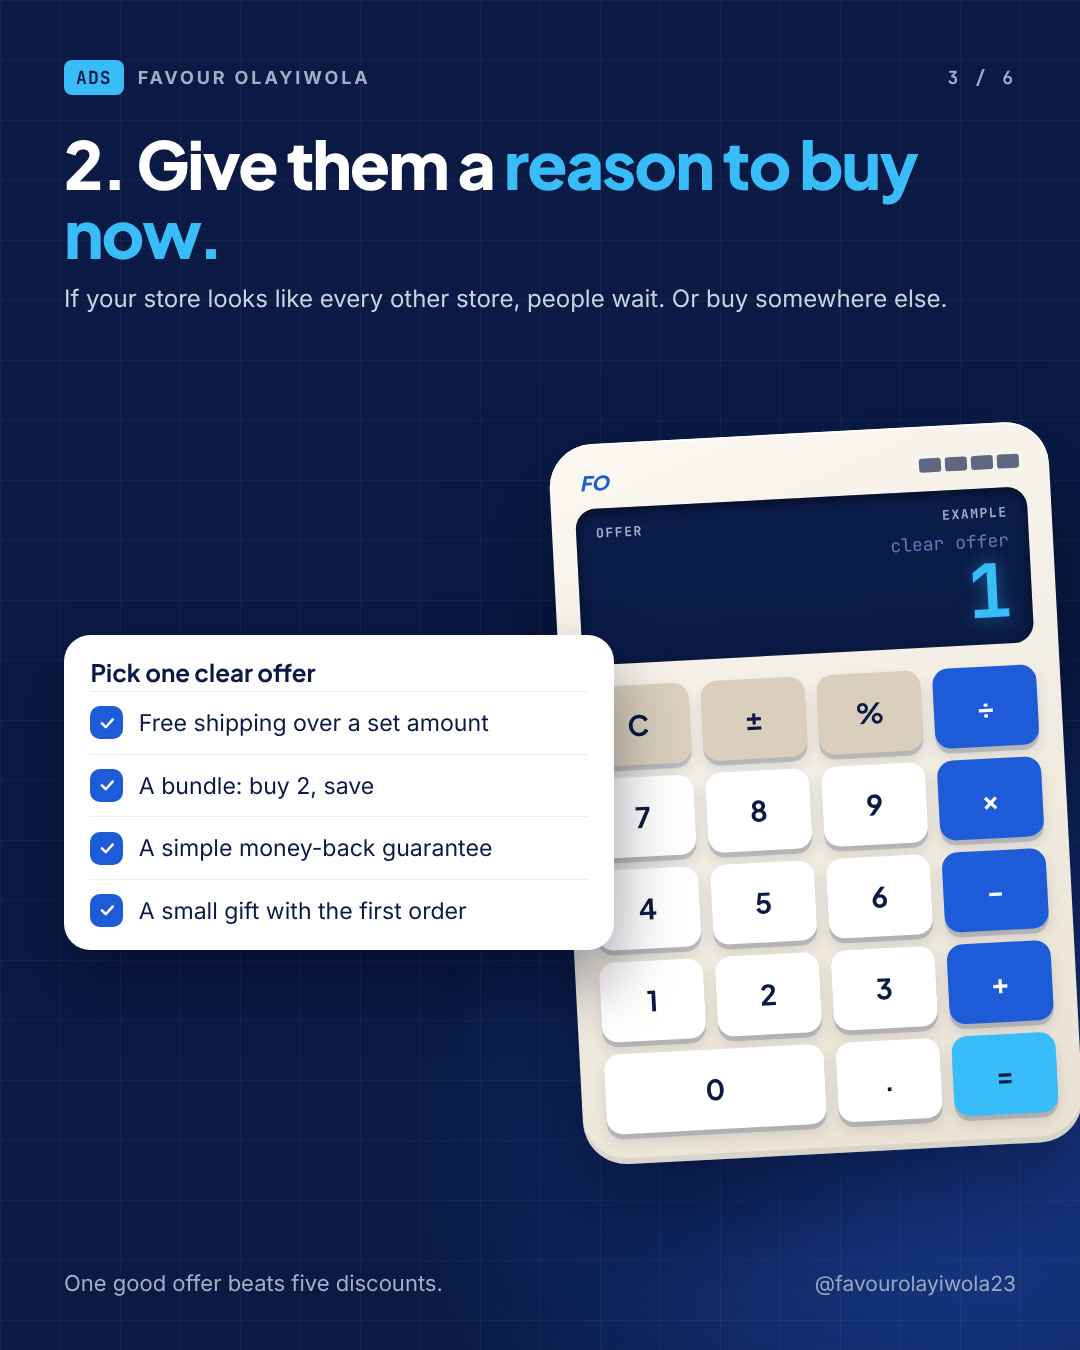 ADS FAVOUR OLAYIWOLA 3 / 6
2. Give them a reason to buy
now.
If your store looks like every other store, people wait. Or buy somewhere else.
FO
OFFER EXAMPLE
clear offer
1
Pick one clear offer
Free shipping over a set amount
A bundle: buy 2, save
A simple money-back guarantee
A small gift with the first order
C ± % ÷
7 8 9 ×
4 5 6 −
1 2 3 +
0 . =
One good offer beats five discounts. @favourolayiwola23